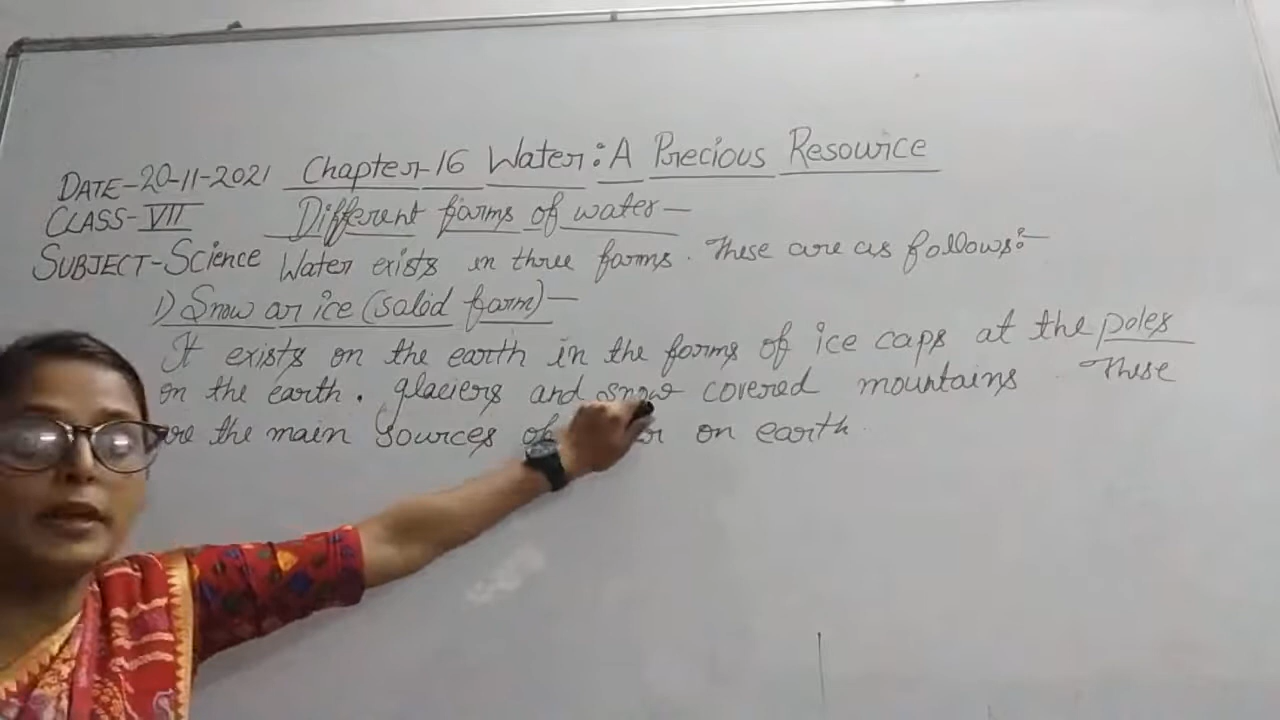 DATE-20-11-2021 Chapter-16 Water: A Precious Resource
CLASS-VII Different forms of water-
SUBJECT-Science Water exists in three forms. These are as follows:-
1) Snow or ice (solid form)-
It exists on the earth in the forms of ice caps at the poles
on the earth. glaciers and snow covered mountains These
are the main sources of on earth.